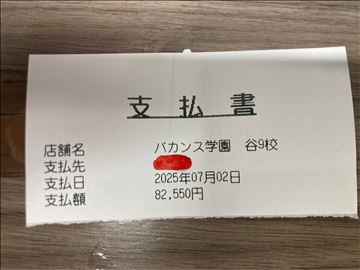 支払書
店舗名 バカンス学園 谷9校
支払先
支払日 2025年07月02日
支払額 82,550円